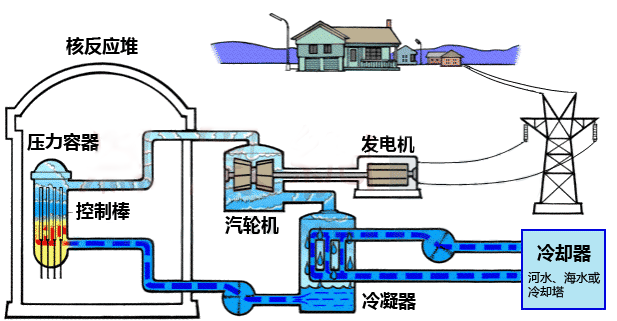 核反应堆
压力容器
控制棒
汽轮机
发电机
冷凝器
冷却器
河水、海水或
冷却塔